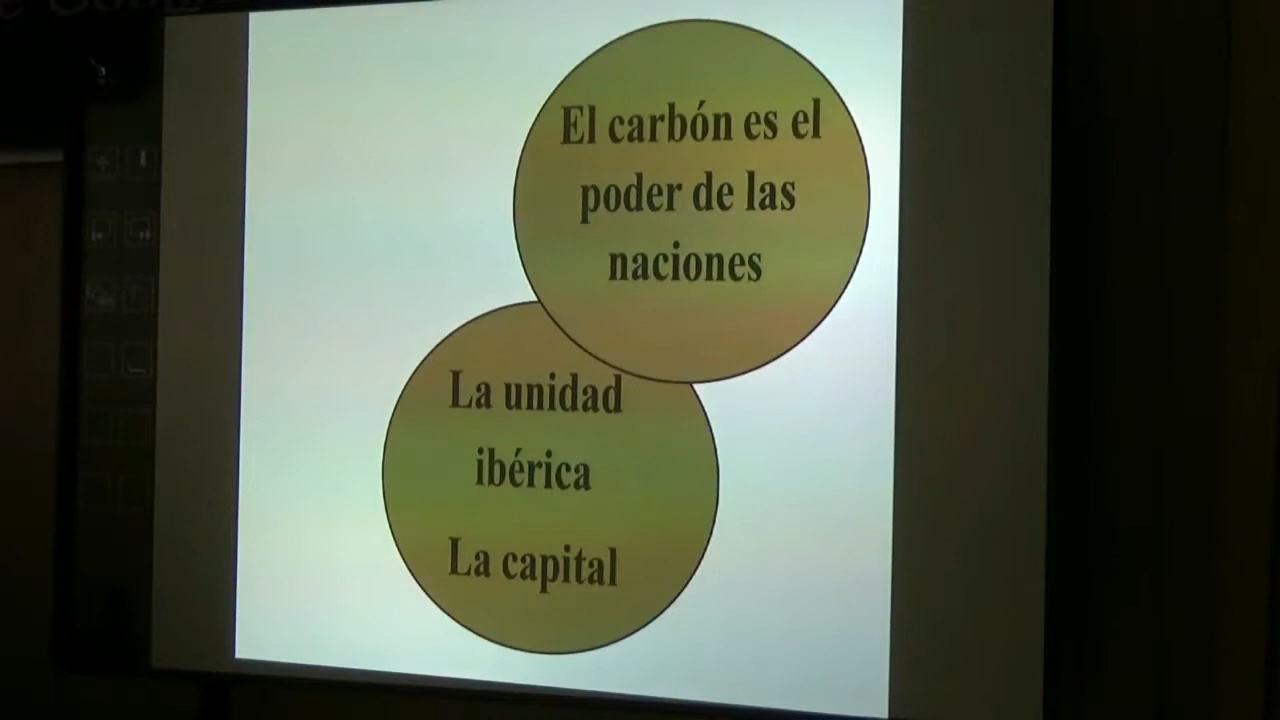 El carbón es el
poder de las
naciones
La unidad
ibérica
La capital